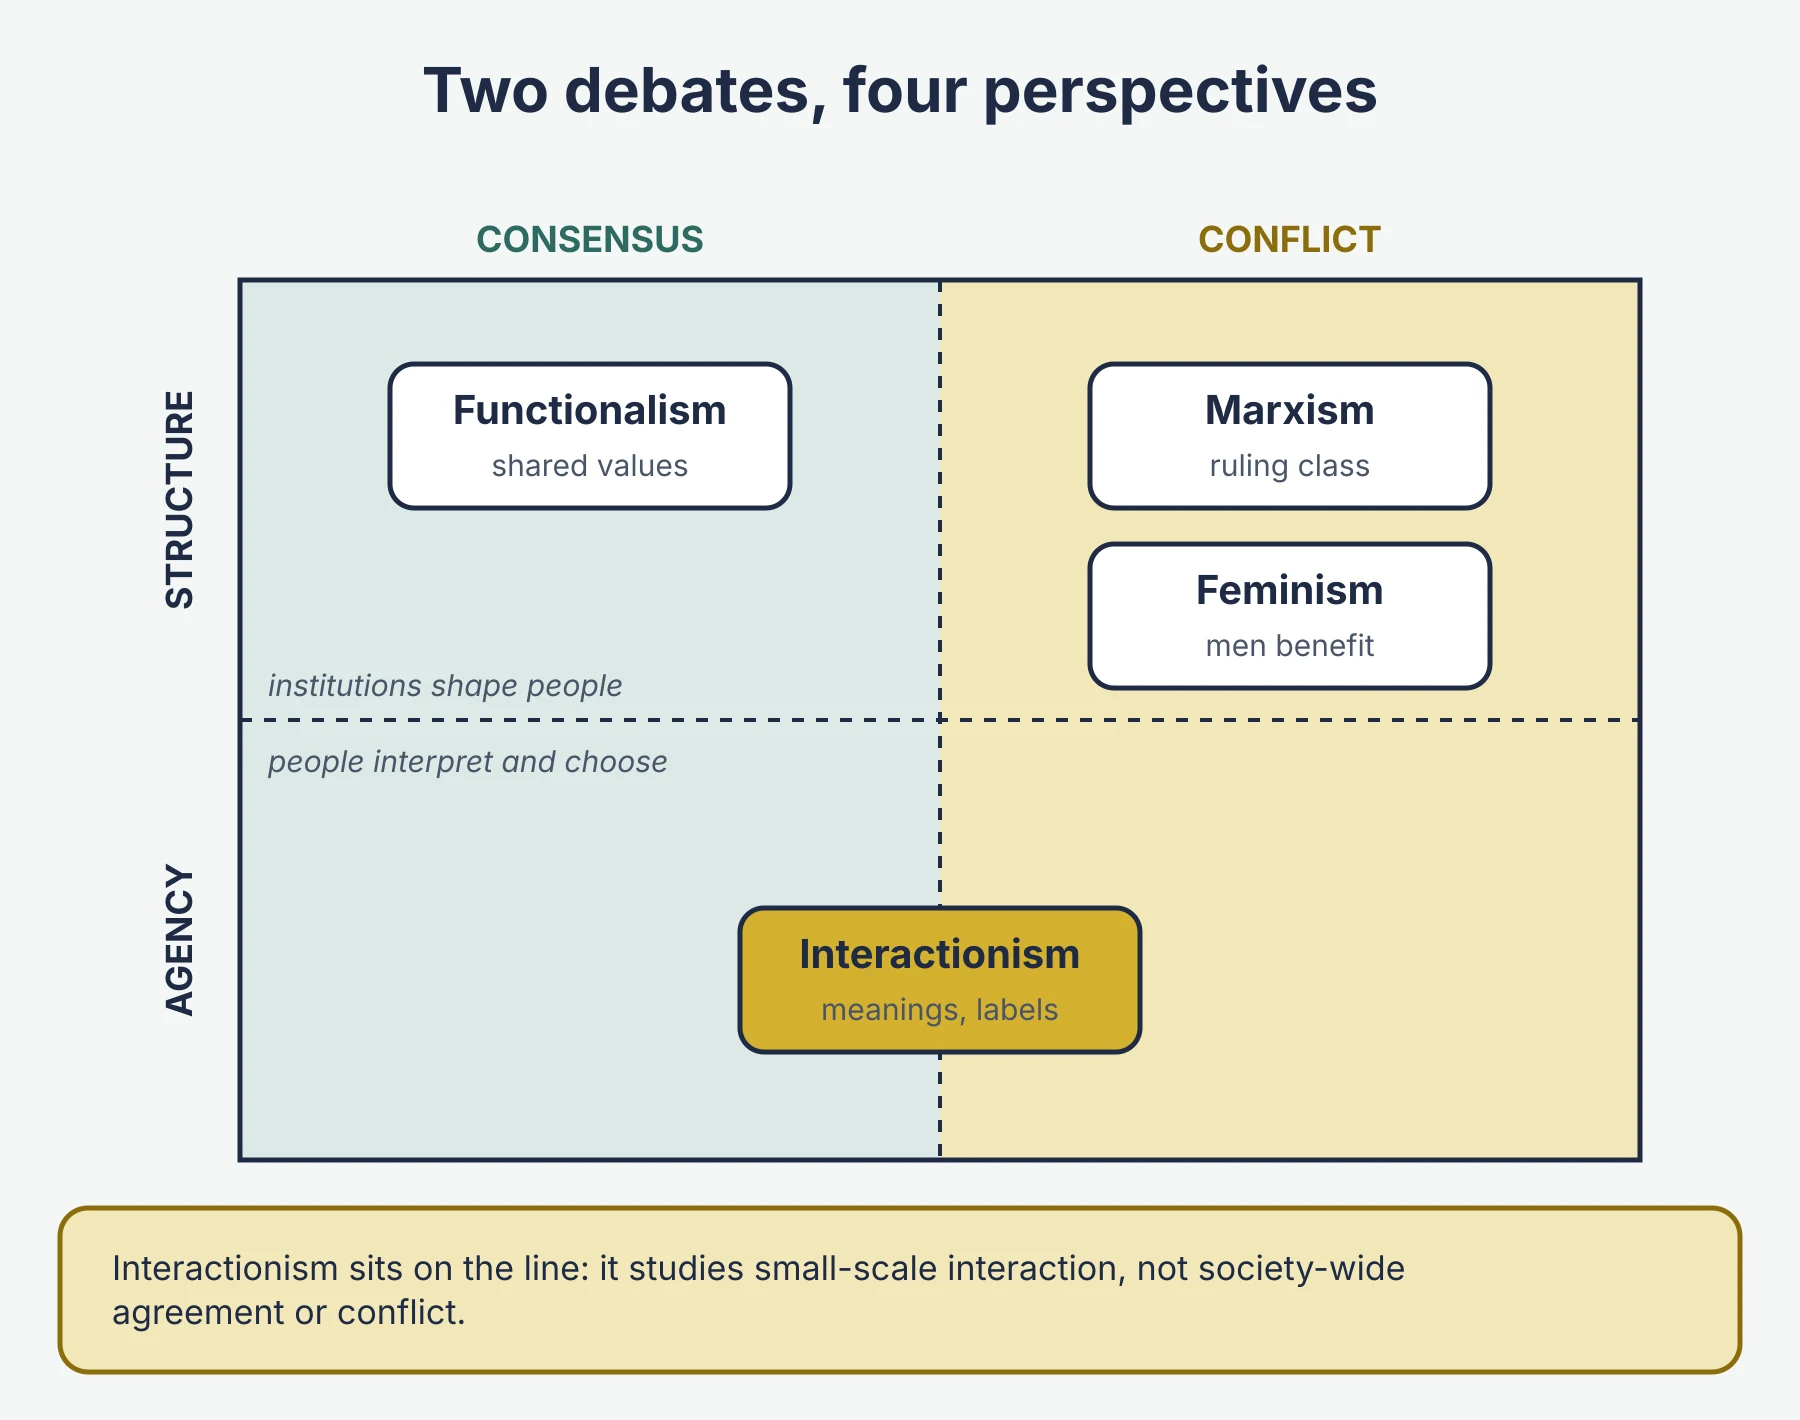 Two debates, four perspectives
CONSENSUS
CONFLICT
STRUCTURE
Functionalism
shared values
Marxism
ruling class
Feminism
men benefit
institutions shape people
people interpret and choose
AGENCY
Interactionism
meanings, labels
Interactionism sits on the line: it studies small-scale interaction, not society-wide
agreement or conflict.